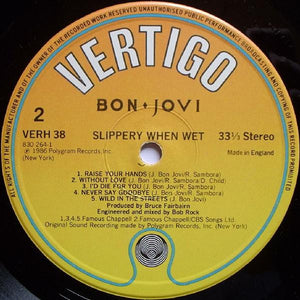 ALL RIGHTS OF THE MANUFACTURER AND OF THE OWNER OF THE RECORDED WORK RESERVED UNAUTHORISED PUBLIC PERFORMANCE BROADCASTING AND COPYING OF THIS RECORD PROHIBITED
VERTIGO
BON JOVI
2
VERH 38 SLIPPERY WHEN WET 33⅓ Stereo
830 264-1
℗ 1986 Polygram Records Inc.
(New York)
Made in England
1. RAISE YOUR HANDS (J. Bon Jovi/R. Sambora)
2. WITHOUT LOVE (J. Bon Jovi/R. Sambora/D. Child)
3. I'D DIE FOR YOU (J. Bon Jovi/R. Sambora/D. Child)
4. NEVER SAY GOODBYE (J. Bon Jovi/R. Sambora)
5. WILD IN THE STREETS (J. Bon Jovi)
Produced by Bruce Fairbairn
Engineered and mixed by Bob Rock
1,3,4,5.Famous Chappell 2.Famous Chappell/CBS Songs Ltd.
Original Sound Recording made by Polygram Records, Inc. (New York)